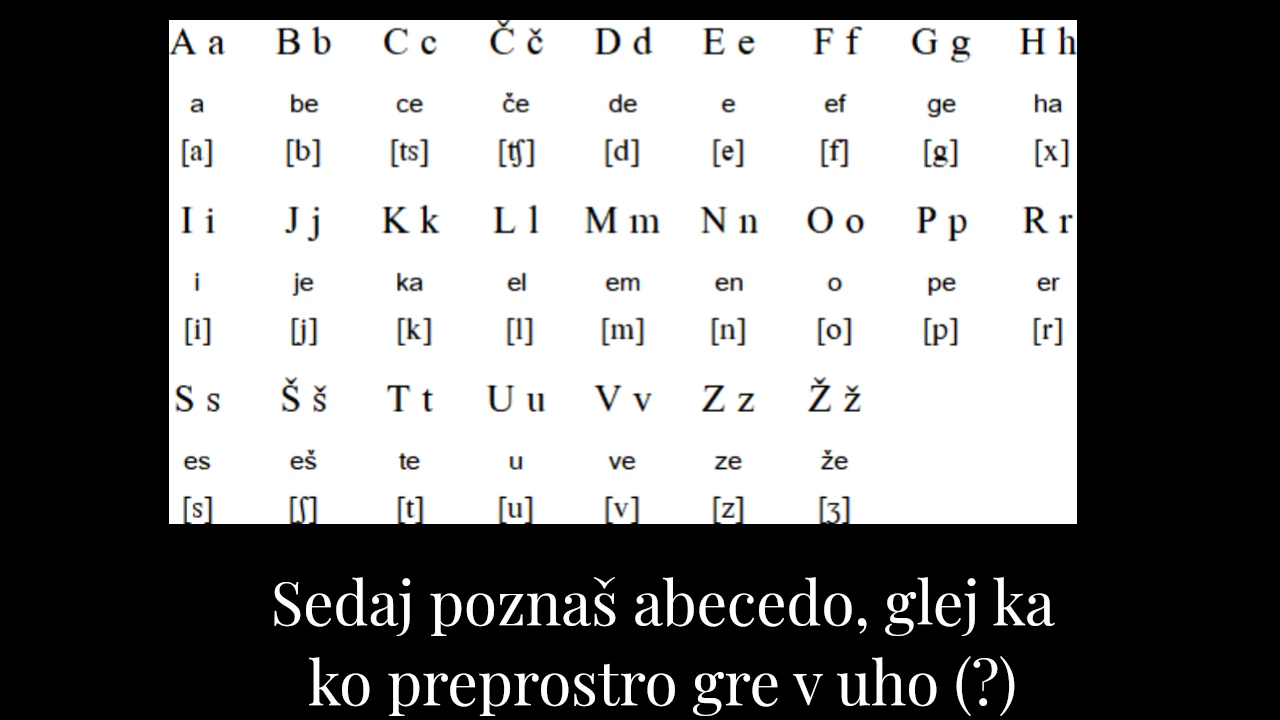 A a B b C c Č č D d E e F f G g H h
a be ce če de e ef ge ha
[a] [b] [ts] [ʧ] [d] [e] [f] [g] [x]
I i J j K k L l M m N n O o P p R r
i je ka el em en o pe er
[i] [j] [k] [l] [m] [n] [o] [p] [r]
S s Š š T t U u V v Z z Ž ž
es eš te u ve ze že
[s] [ʃ] [t] [u] [v] [z] [ʒ]
Sedaj poznaš abecedo, glej ka
ko preprostro gre v uho (?)